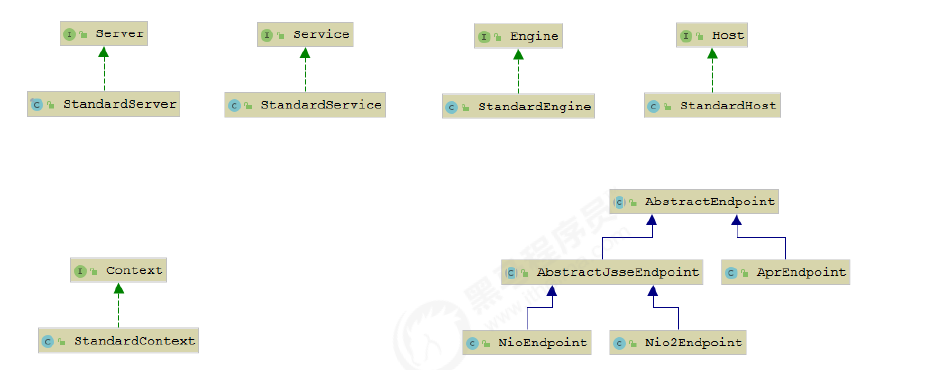 Server
Service
Engine
Host
StandardServer
StandardService
StandardEngine
StandardHost
AbstractEndpoint
Context
AbstractJsseEndpoint
AprEndpoint
StandardContext
NioEndpoint
Nio2Endpoint
黑马程序员